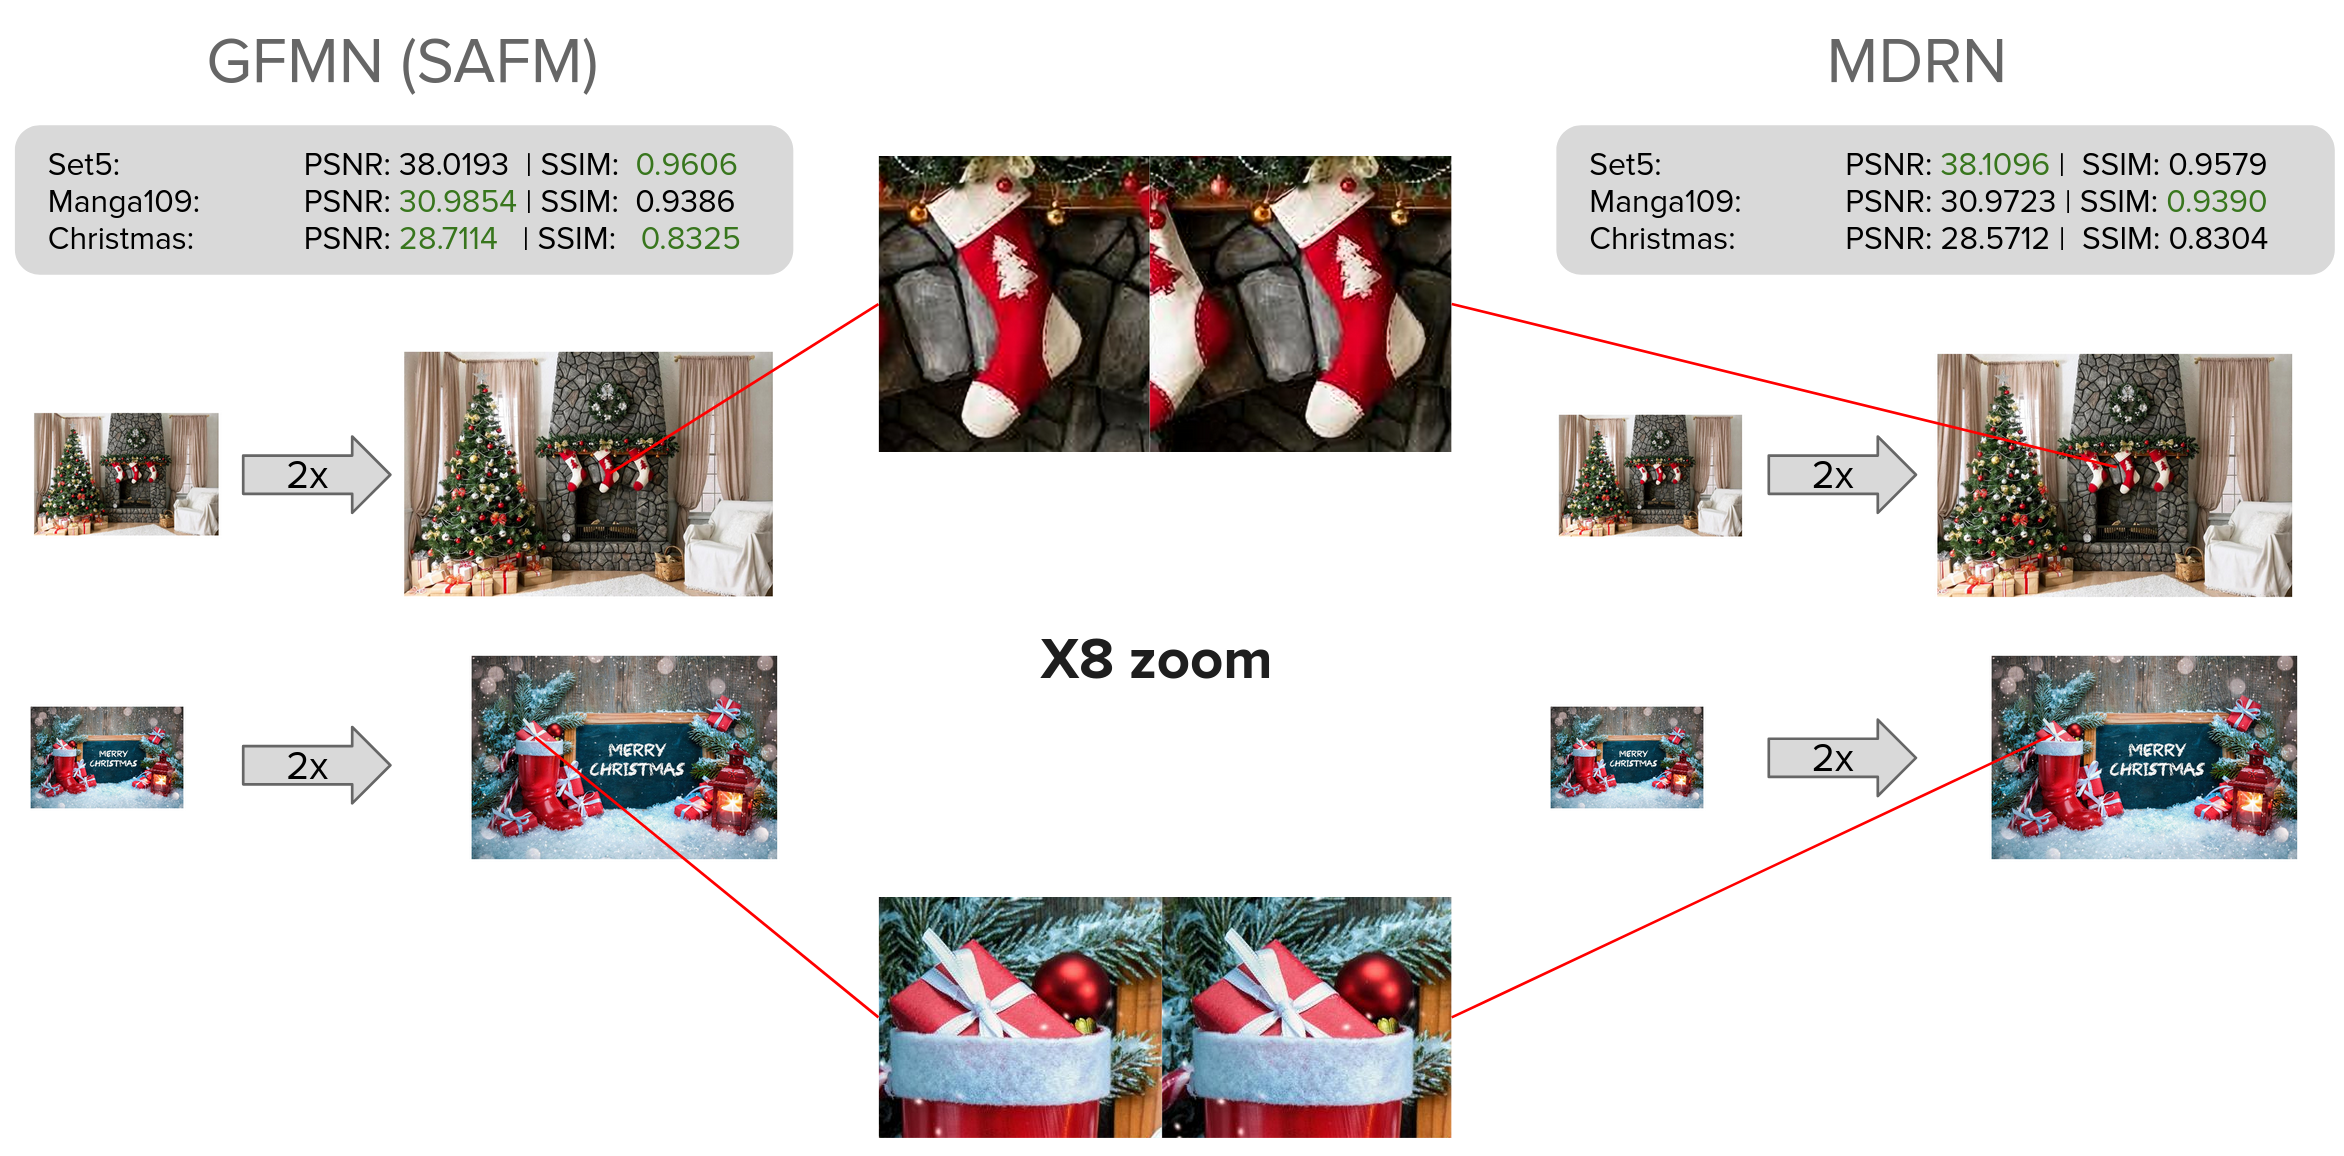 GFMN (SAFM)
Set5: PSNR: 38.0193 | SSIM: 0.9606
Manga109: PSNR: 30.9854 | SSIM: 0.9386
Christmas: PSNR: 28.7114 | SSIM: 0.8325
MDRN
Set5: PSNR: 38.1096 | SSIM: 0.9579
Manga109: PSNR: 30.9723 | SSIM: 0.9390
Christmas: PSNR: 28.5712 | SSIM: 0.8304
2x
2x
X8 zoom
MERRY
CHRISTMAS
2x
MERRY
CHRISTMAS
MERRY
CHRISTMAS
2x
MERRY
CHRISTMAS